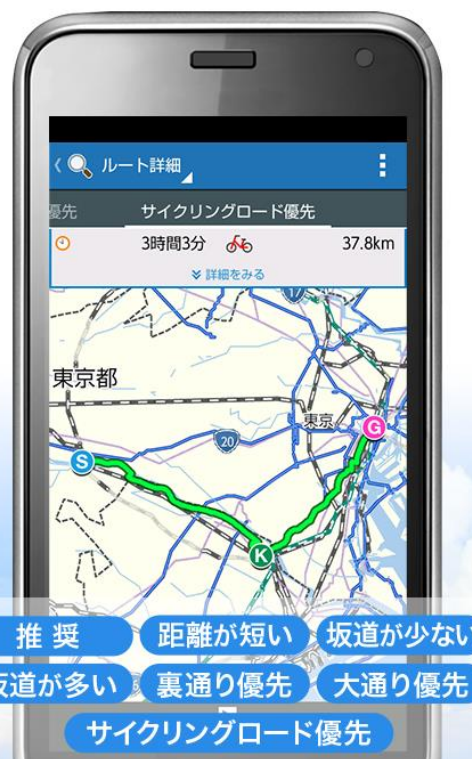 ルート詳細
優先 サイクリングロード優先
3時間3分 37.8km
詳細をみる
17
東京都
東京
G
20
S
K
推奨 距離が短い 坂道が少ない
坂道が多い 裏通り優先 大通り優先
サイクリングロード優先